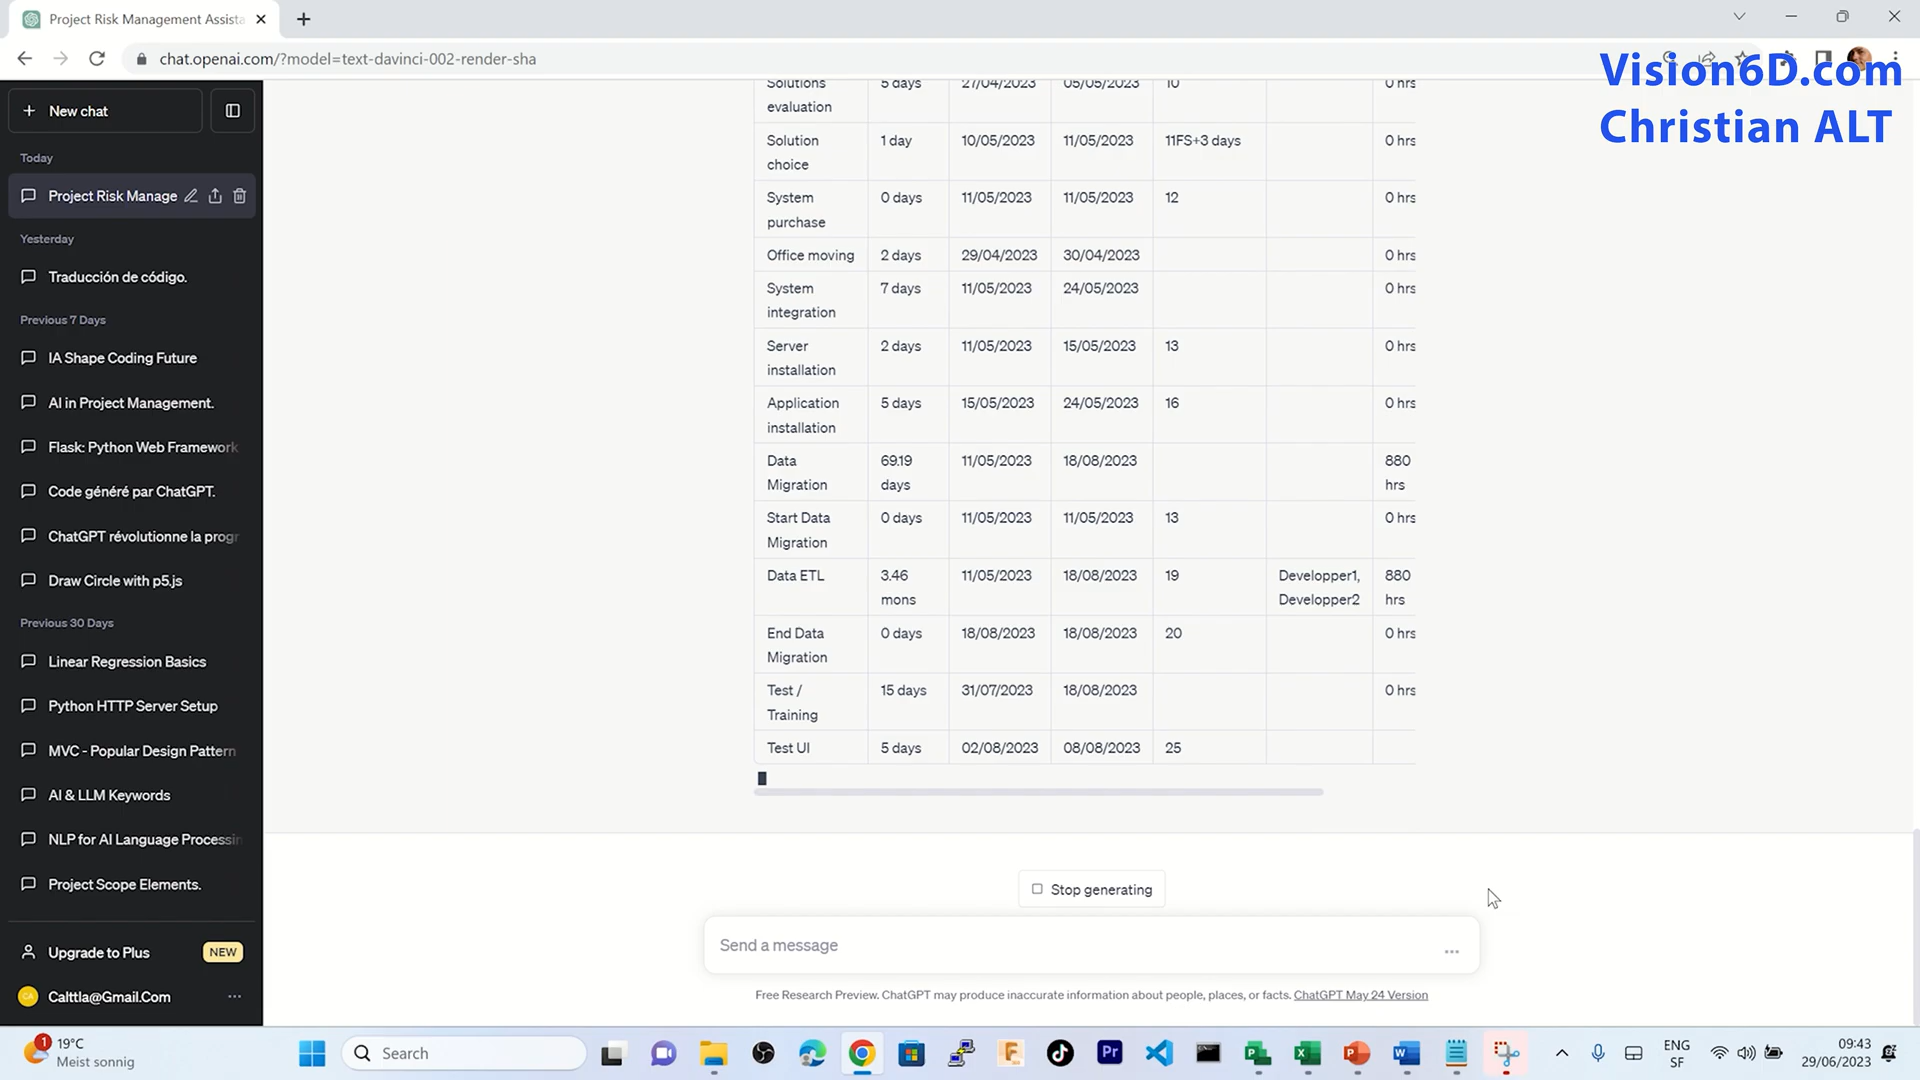 Project Risk Management Assista
chat.openai.com/?model=text-davinci-002-render-sha
Vision6D.com
Christian ALT
New chat
Today
Project Risk Manage
Yesterday
Traducción de código.
Previous 7 Days
IA Shape Coding Future
AI in Project Management.
Flask: Python Web Framework
Code généré par ChatGPT.
ChatGPT révolutionne la progr
Draw Circle with p5.js
Previous 30 Days
Linear Regression Basics
Python HTTP Server Setup
MVC - Popular Design Pattern
AI & LLM Keywords
NLP for AI Language Processin
Project Scope Elements.
Upgrade to Plus NEW
CA Calttla@Gmail.Com
Solutions evaluation 5 days 27/04/2023 05/05/2023 10 0 hrs
Solution choice 1 day 10/05/2023 11/05/2023 11FS+3 days 0 hrs
System purchase 0 days 11/05/2023 11/05/2023 12 0 hrs
Office moving 2 days 29/04/2023 30/04/2023 0 hrs
System integration 7 days 11/05/2023 24/05/2023 0 hrs
Server installation 2 days 11/05/2023 15/05/2023 13 0 hrs
Application installation 5 days 15/05/2023 24/05/2023 16 0 hrs
Data Migration 69.19 days 11/05/2023 18/08/2023 880 hrs
Start Data Migration 0 days 11/05/2023 11/05/2023 13 0 hrs
Data ETL 3.46 mons 11/05/2023 18/08/2023 19 Developper1, Developper2 880 hrs
End Data Migration 0 days 18/08/2023 18/08/2023 20 0 hrs
Test / Training 15 days 31/07/2023 18/08/2023 0 hrs
Test UI 5 days 02/08/2023 08/08/2023 25
Stop generating
Send a message
Free Research Preview. ChatGPT may produce inaccurate information about people, places, or facts. ChatGPT May 24 Version
1 19°C
Meist sonnig
Search
Pr
ENG
SF
09:43
29/06/2023